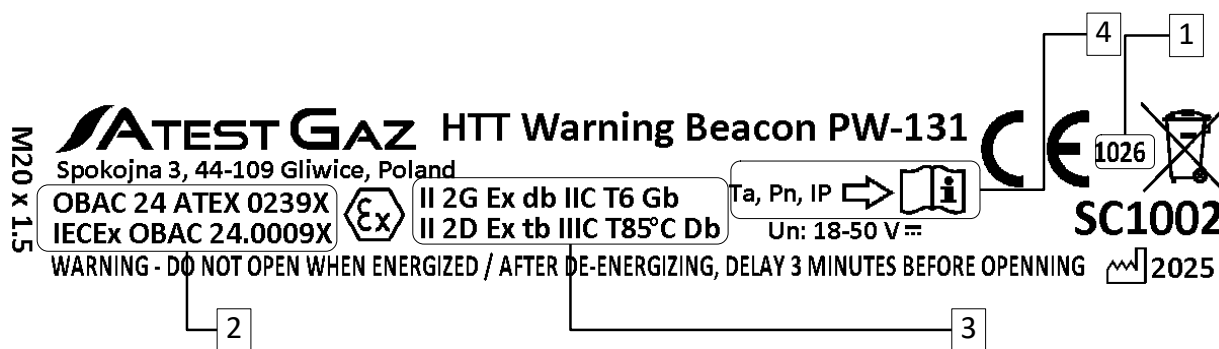 4
1
M20 x 1.5
ATEST GAZ HTT Warning Beacon PW-131 CE 1026
Spokojna 3, 44-109 Gliwice, Poland
OBAC 24 ATEX 0239X Ex II 2G Ex db IIC T6 Gb Ta, Pn, IP i
IECEx OBAC 24.0009X II 2D Ex tb IIIC T85°C Db Un: 18-50 V SC1002
WARNING - DO NOT OPEN WHEN ENERGIZED / AFTER DE-ENERGIZING, DELAY 3 MINUTES BEFORE OPENNING 2025
2
3